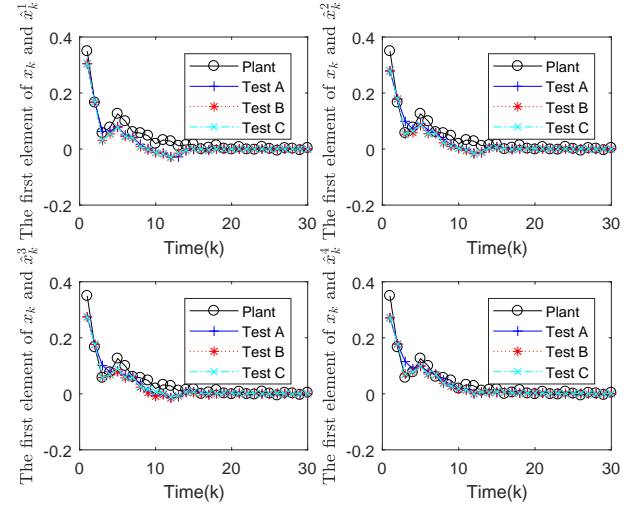 The first element of x_k and x̂_k^1
0.4
0.2
0
-0.2
0
10
20
30
Time(k)
Plant
Test A
Test B
Test C
The first element of x_k and x̂_k^2
0.4
0.2
0
-0.2
0
10
20
30
Time(k)
Plant
Test A
Test B
Test C
The first element of x_k and x̂_k^3
0.4
0.2
0
-0.2
0
10
20
30
Time(k)
Plant
Test A
Test B
Test C
The first element of x_k and x̂_k^4
0.4
0.2
0
-0.2
0
10
20
30
Time(k)
Plant
Test A
Test B
Test C